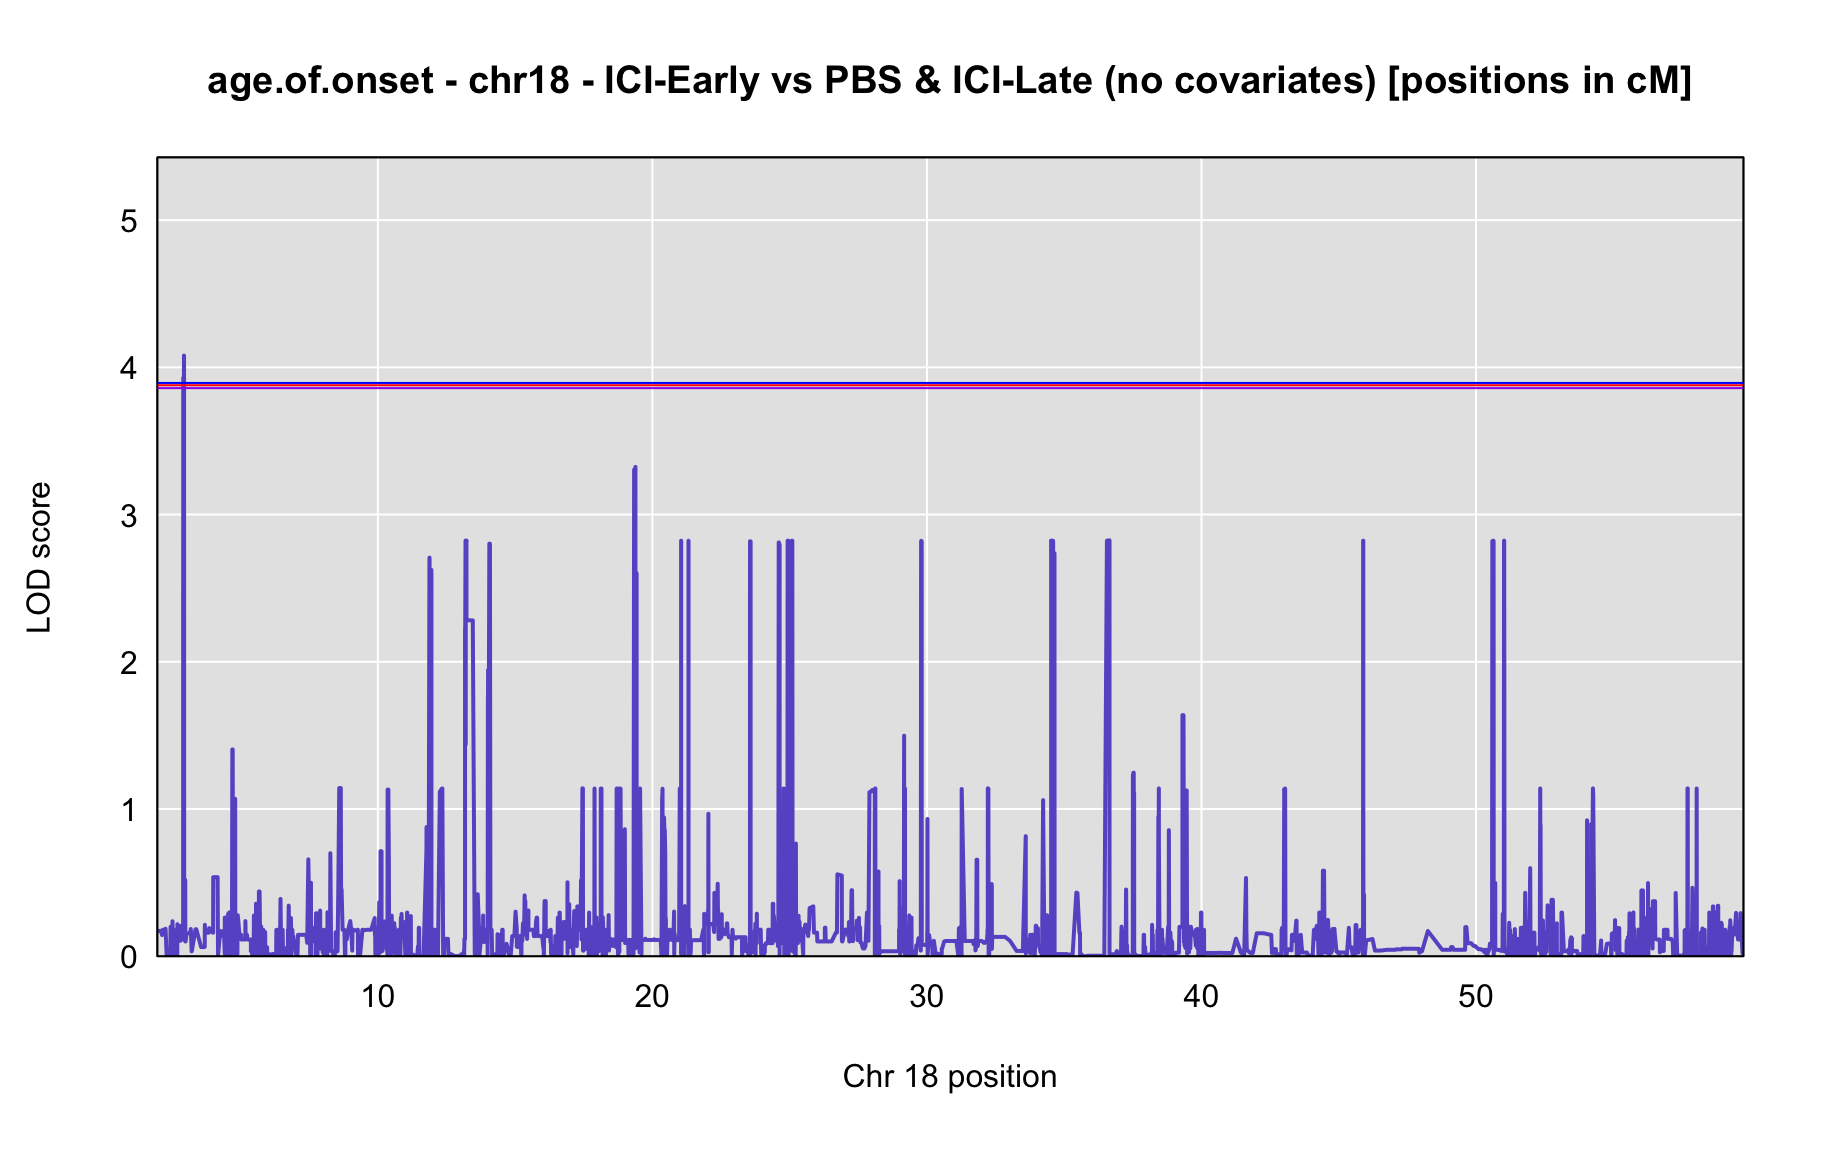 age.of.onset - chr18 - ICI-Early vs PBS & ICI-Late (no covariates) [positions in cM]
5
4
3
2
1
0
LOD score
10 20 30 40 50
Chr 18 position